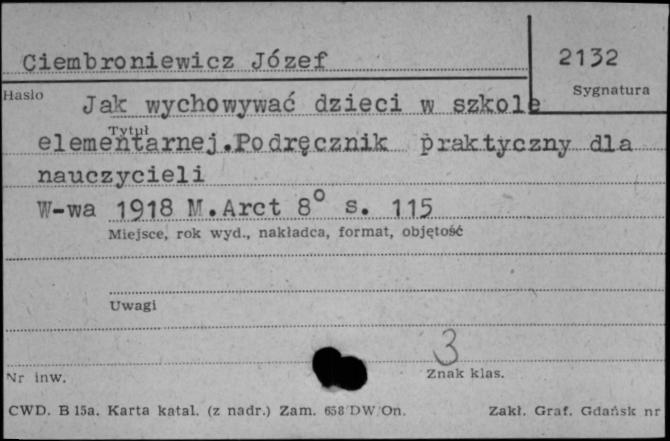 Ciembroniewicz Józef
2132
Hasło
Sygnatura
Jak wychowywać dzieci w szkole
Tytuł
elementarnej.Podręcznik praktyczny dla
nauczycieli
W-wa 1918 M.Arct 8° s. 115
Miejsce, rok wyd., nakładca, format, objętość
Uwagi
3
Nr inw.
Znak klas.
CWD. B 15a. Karta katal. (z nadr.) Zam. 658/DW/On.
Zakł. Graf. Gdańsk nr